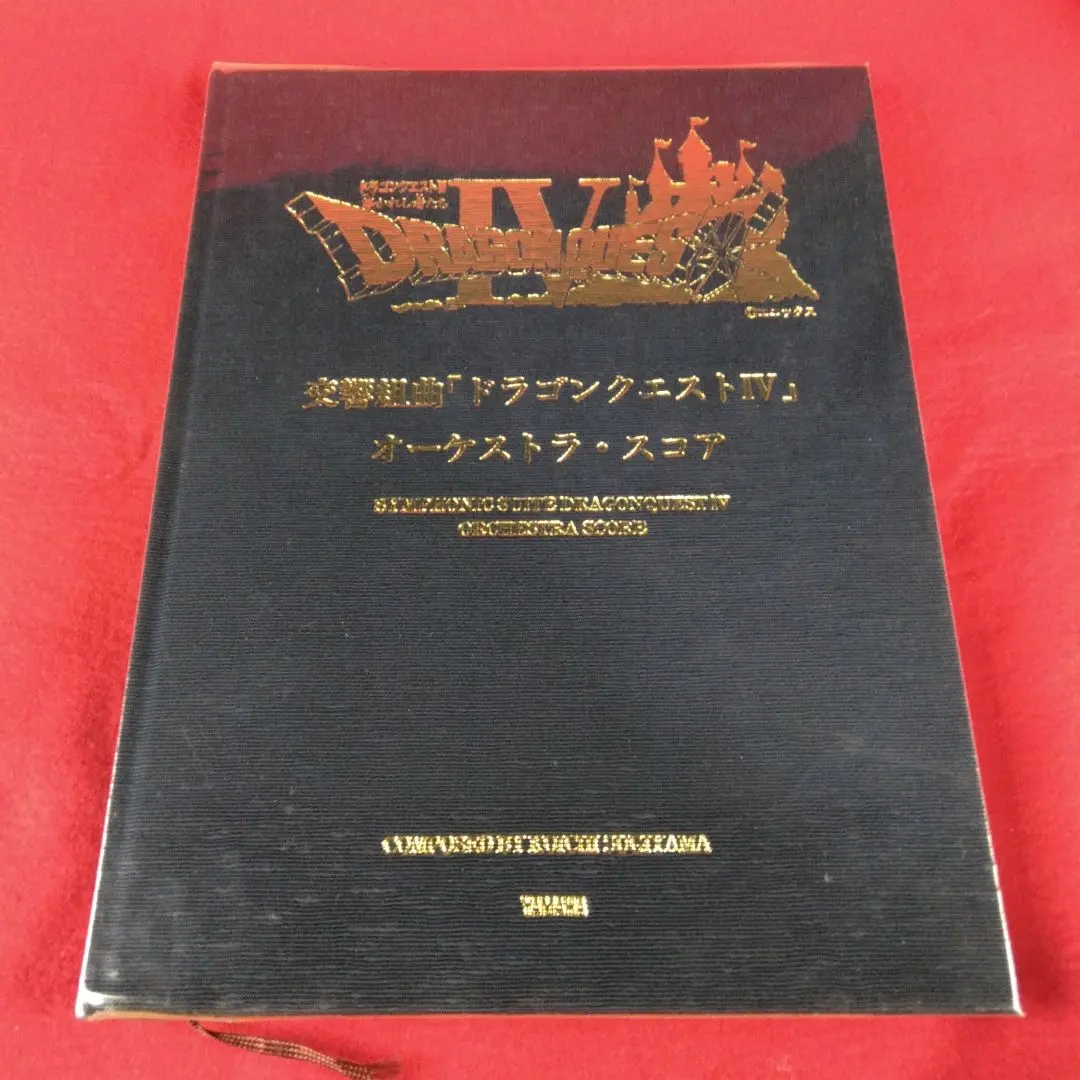 ドラゴンクエストIV
導かれし者たち
DRAGON QUEST
IV
©エニックス
交響組曲「ドラゴンクエストIV」
オーケストラ・スコア
SYMPHONIC SUITE DRAGONQUEST IV
ORCHESTRA SCORE
COMPOSED BY KOICHI SUGIYAMA